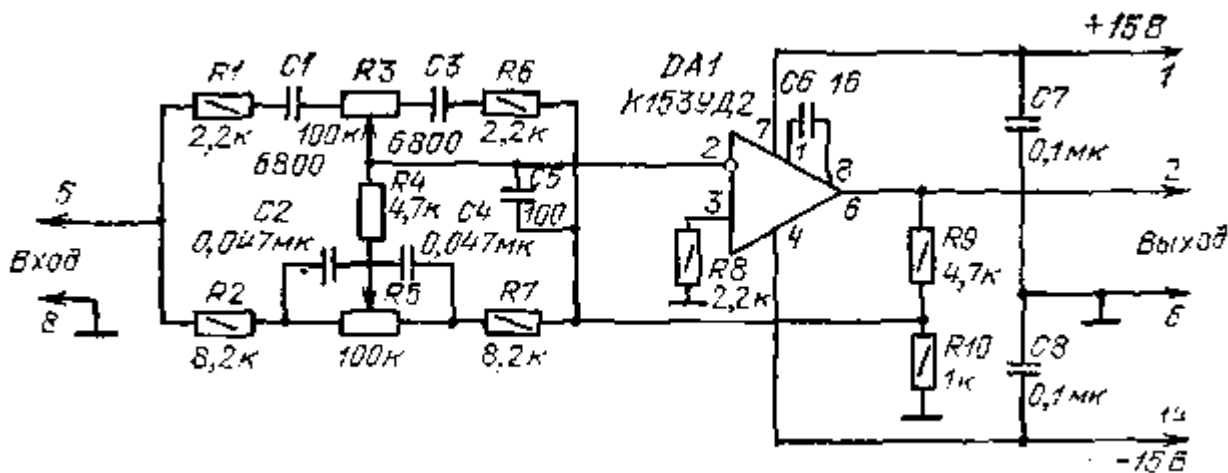 +15В
1
R1
C1
R3
C3
R6
DA1
К153УД2
C6
16
2,2к
100к
6800
6800
2,2к
7
1
8
C7
0,1мк
2
2
5
R4
4,7к
C5
100
3
6
4
C2
0,047мк
C4
0,047мк
R8
2,2к
R9
4,7к
Выход
Вход
8
R2
R5
R7
6
8,2к
100к
8,2к
R10
1к
C8
0,1мк
-15В